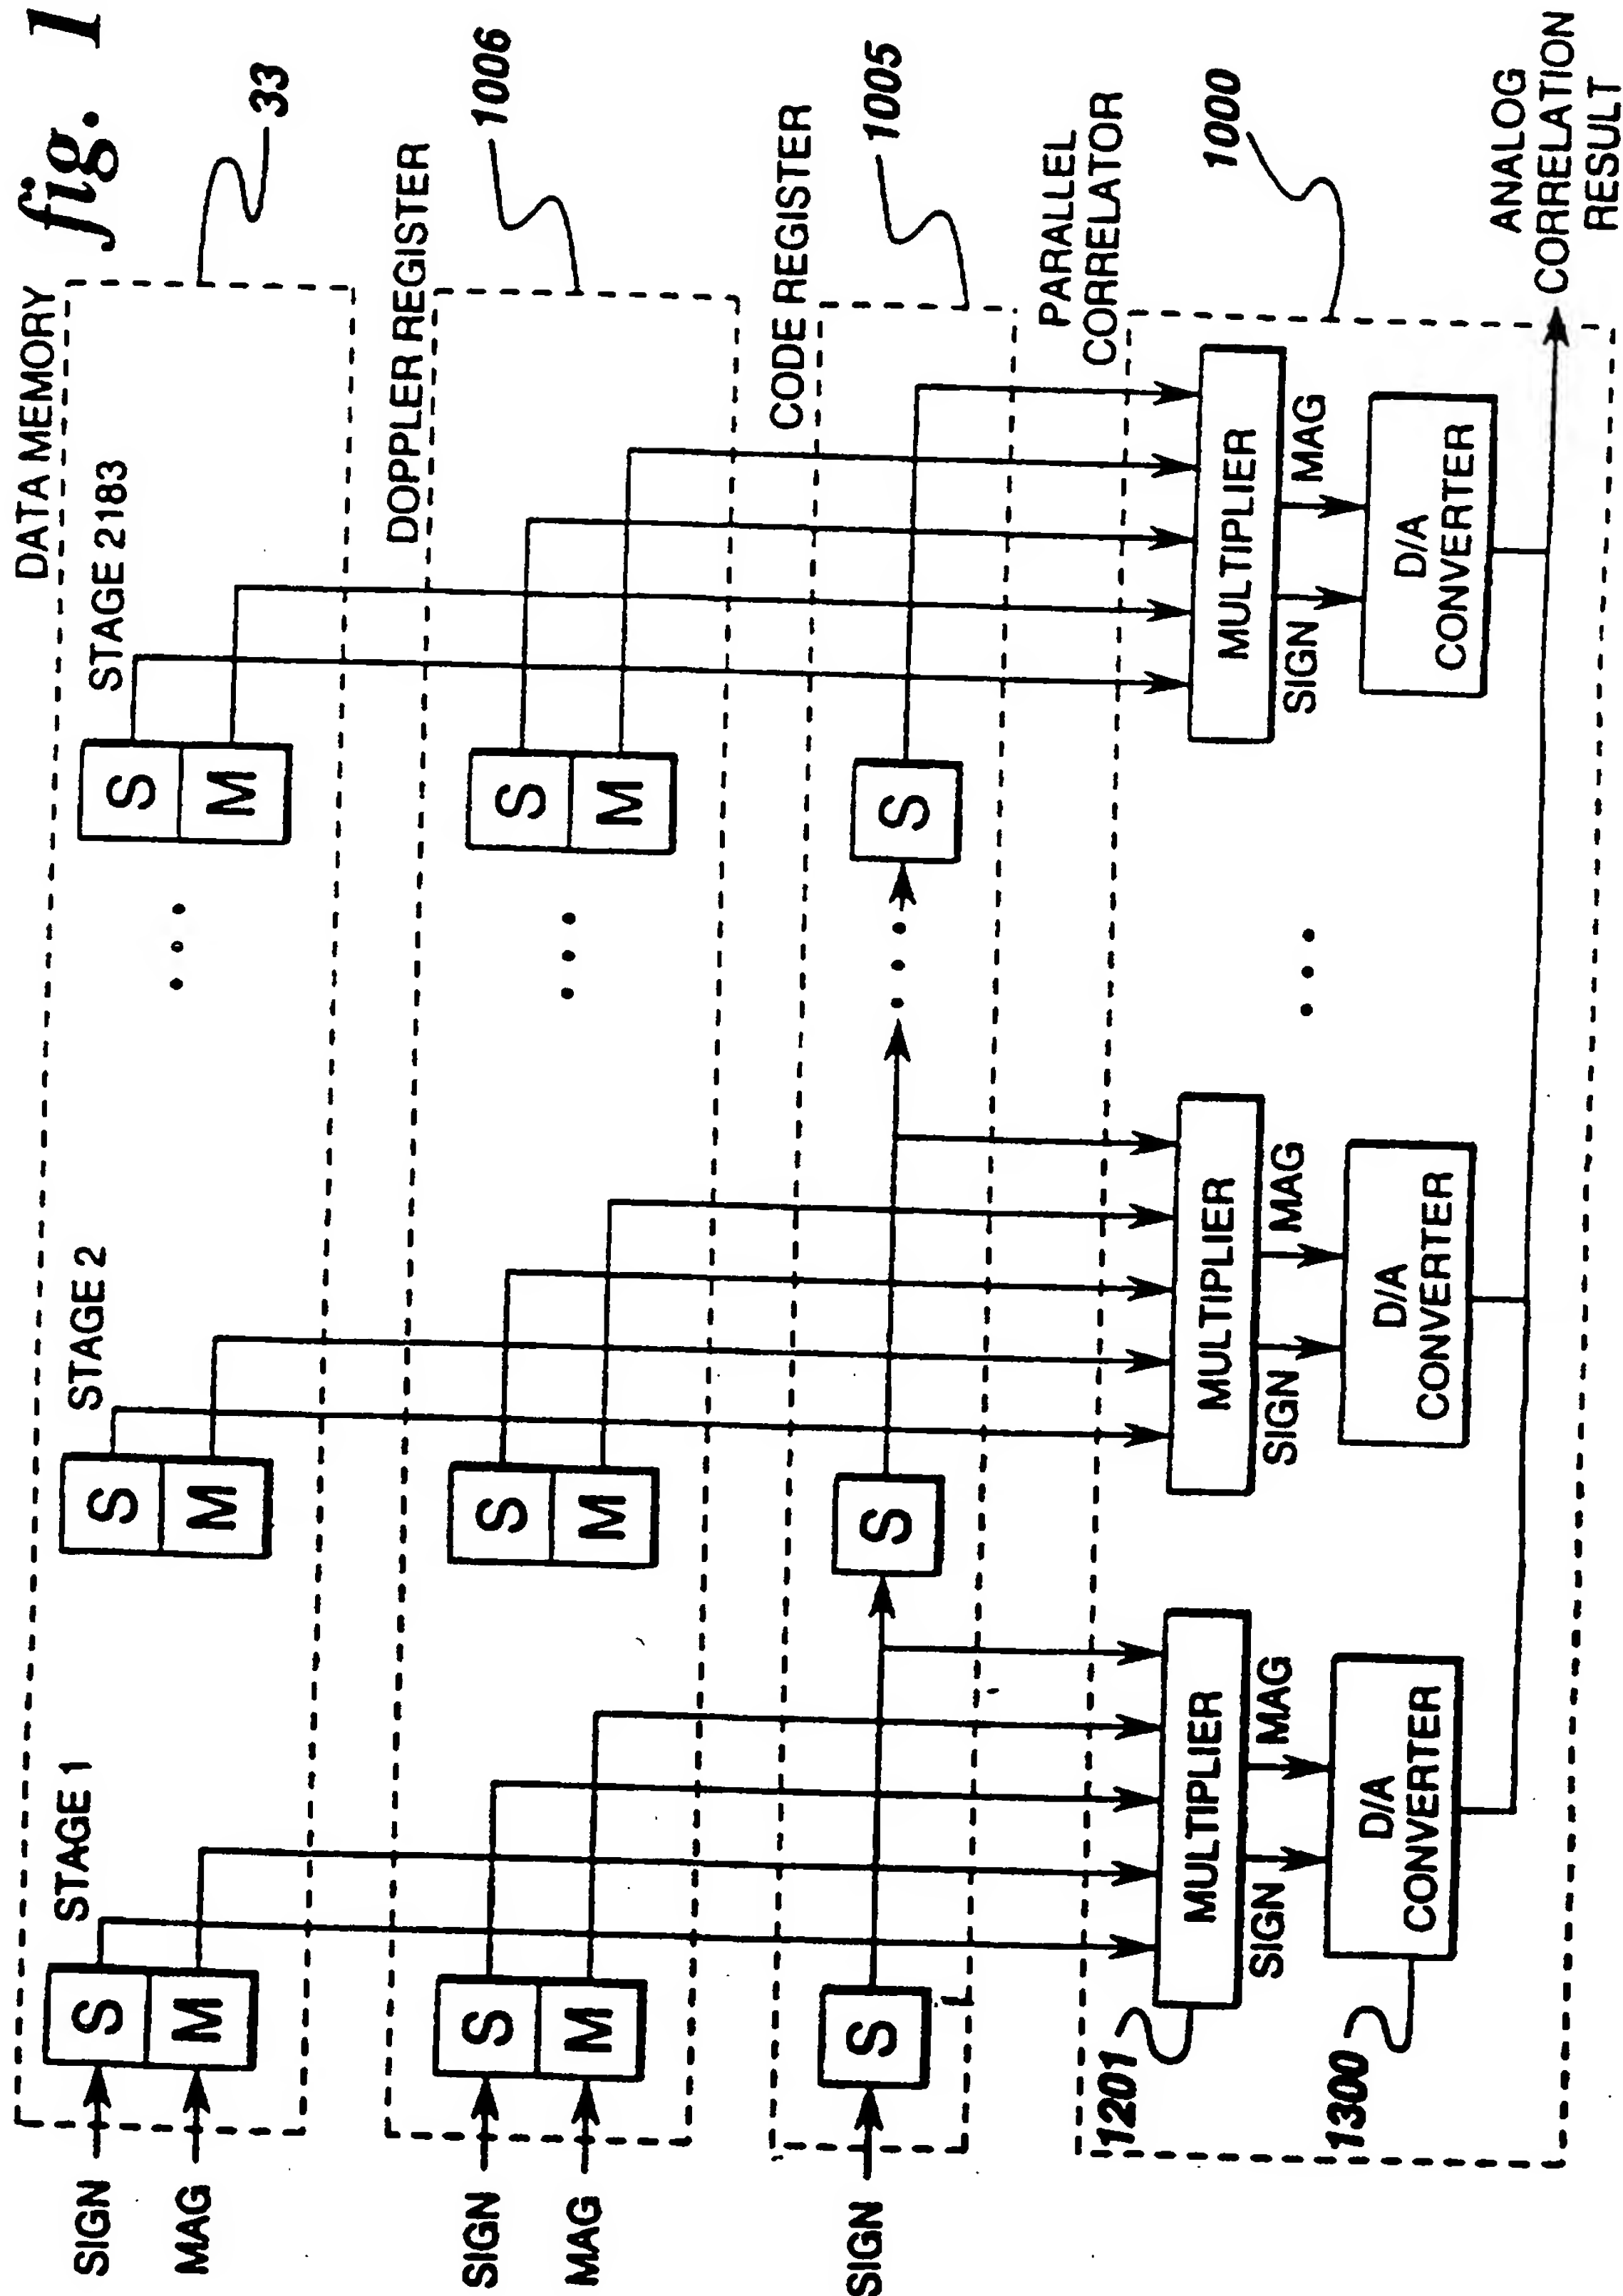 fig. 1
DATA MEMORY
33
STAGE 1
STAGE 2
STAGE 2183
SIGN
MAG
S
M
S
M
• • •
S
M
DOPPLER REGISTER
1006
SIGN
MAG
S
M
S
M
• • •
S
M
CODE REGISTER
1005
SIGN
S
S
• • • •
S
PARALLEL
CORRELATOR
1000
1201
MULTIPLIER
MULTIPLIER
• • •
MULTIPLIER
SIGN
MAG
SIGN
MAG
SIGN
MAG
1300
D/A
CONVERTER
D/A
CONVERTER
D/A
CONVERTER
ANALOG
CORRELATION
RESULT